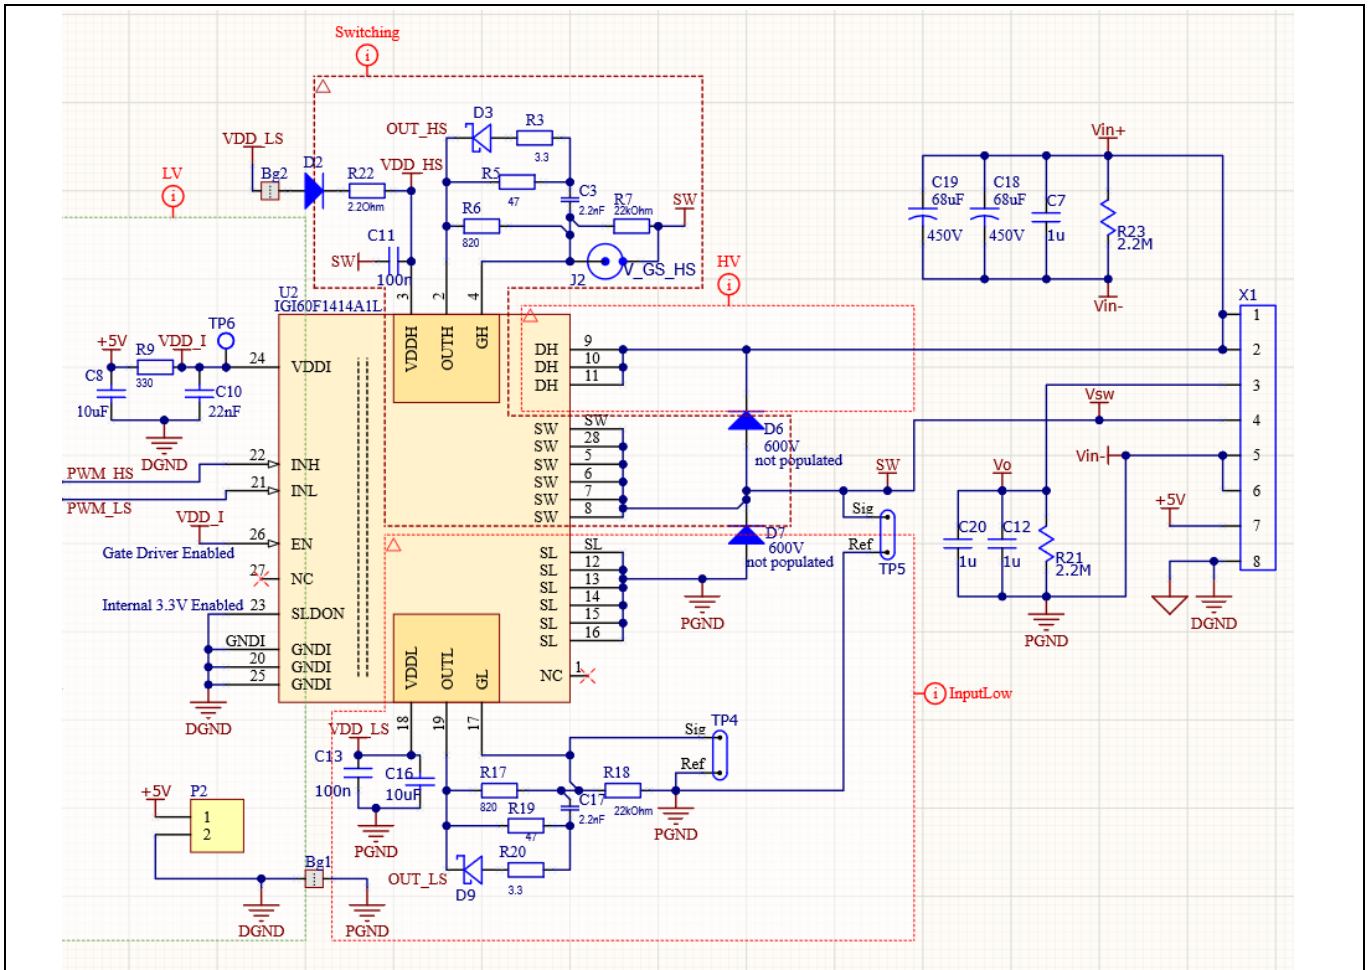 Switching
i
D3
R3
OUT_HS
3.3
VDD_LS
VDD_HS
D2
R22
Bg2
2.2Ohm
R5
47
C3
2.2nF
R7
22kOhm
SW
R6
820
C11
SW
100n
J2
V_GS_HS
LV
i
HV
i
Vin+
C19
68uF
450V
C18
68uF
450V
C7
1u
R23
2.2M
Vin-
X1
1
2
3
4
5
6
7
8
U2
IGI60F1414A1L
3
2
4
VDDH
OUTH
GH
TP6
+5V
R9
330
VDD_I
C8
10uF
C10
22nF
DGND
24
VDDI
DH
9
DH
10
DH
11
SW
SW
SW
28
SW
5
SW
6
SW
7
SW
8
D6
600V
not populated
SW
Vsw
Vin-
Vo
+5V
PWM_HS
22
INH
PWM_LS
21
INL
VDD_I
26
EN
Gate Driver Enabled
27
NC
Internal 3.3V Enabled
23
SLDON
GNDI
GNDI
20
GNDI
25
GNDI
DGND
SL
SL
SL
12
SL
13
SL
14
SL
15
SL
16
NC
1
D7
600V
not populated
PGND
Sig
Ref
TP5
C20
1u
C12
1u
R21
2.2M
PGND
DGND
VDDL
OUTL
GL
18
19
17
i
InputLow
VDD_LS
C13
100n
C16
10uF
PGND
TP4
Sig
Ref
R17
820
R18
22kOhm
C17
2.2nF
R19
47
R20
3.3
D9
OUT_LS
PGND
+5V
P2
1
2
Bg1
DGND
PGND